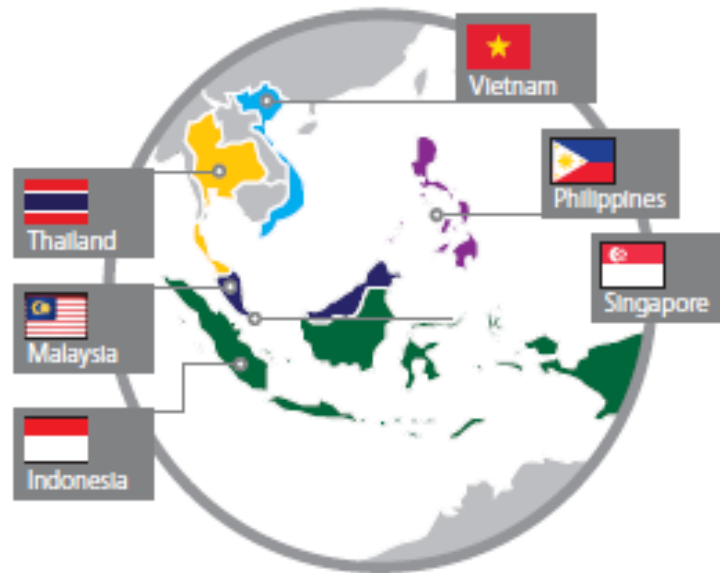 Vietnam
Philippines
Thailand
Singapore
Malaysia
Indonesia